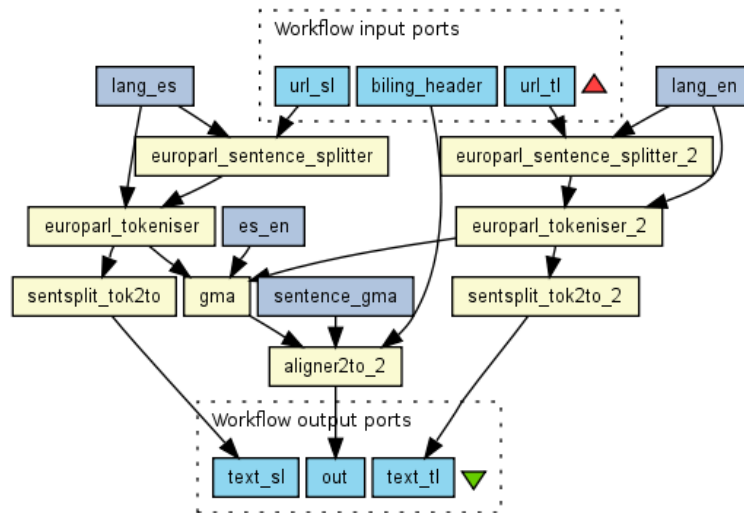 Workflow input ports
lang_es
url_sl
biling_header
url_tl
lang_en
europarl_sentence_splitter
europarl_sentence_splitter_2
europarl_tokeniser
es_en
europarl_tokeniser_2
sentsplit_tok2to
gma
sentence_gma
sentsplit_tok2to_2
aligner2to_2
Workflow output ports
text_sl
out
text_tl